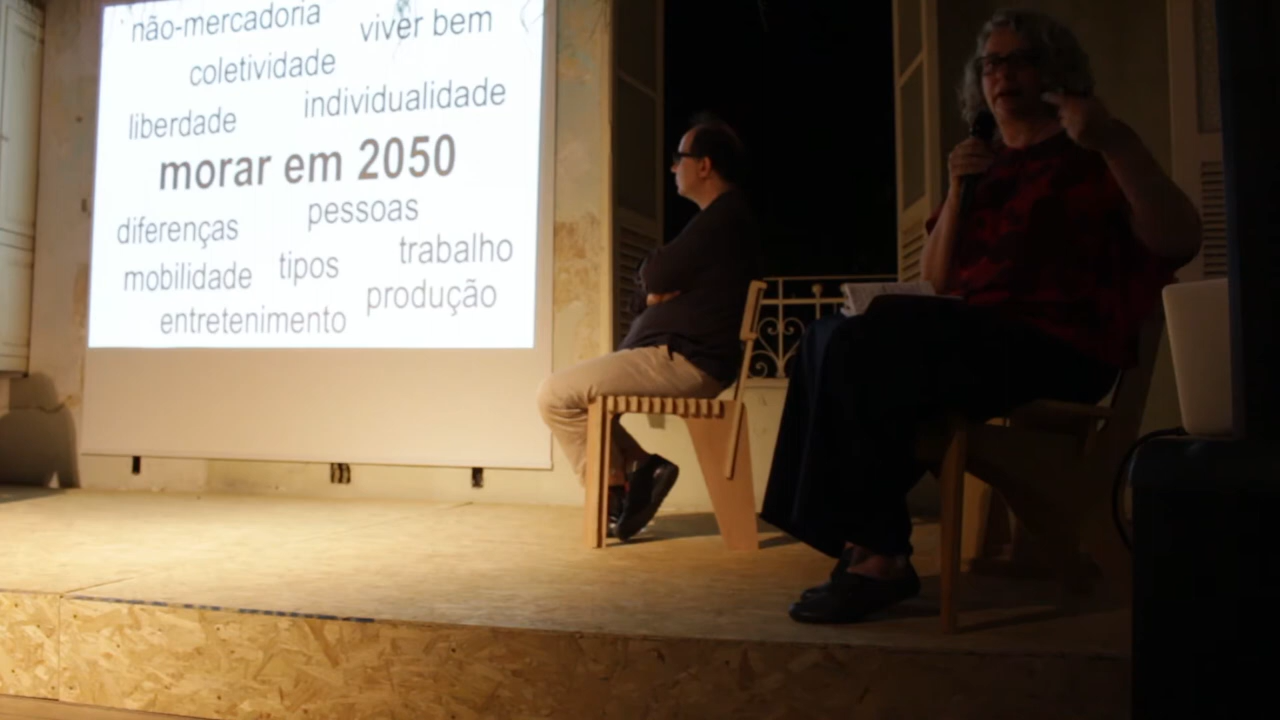 não-mercadoria
viver bem
coletividade
individualidade
liberdade
morar em 2050
diferenças
pessoas
trabalho
mobilidade
tipos
produção
entretenimento